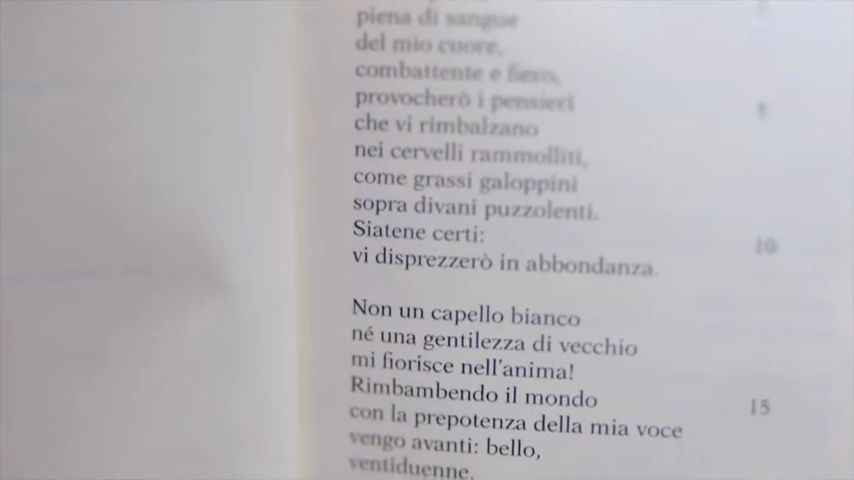 piena di sangue
del mio cuore,
combattente e fiero,
provocherò i pensieri
5
che vi rimbalzano
nei cervelli rammolliti,
come grassi galoppini
sopra divani puzzolenti.
Siatene certi:
10
vi disprezzerò in abbondanza.
Non un capello bianco
né una gentilezza di vecchio
mi fiorisce nell'anima!
Rimbambendo il mondo
15
con la prepotenza della mia voce
vengo avanti: bello,
ventiduenne.